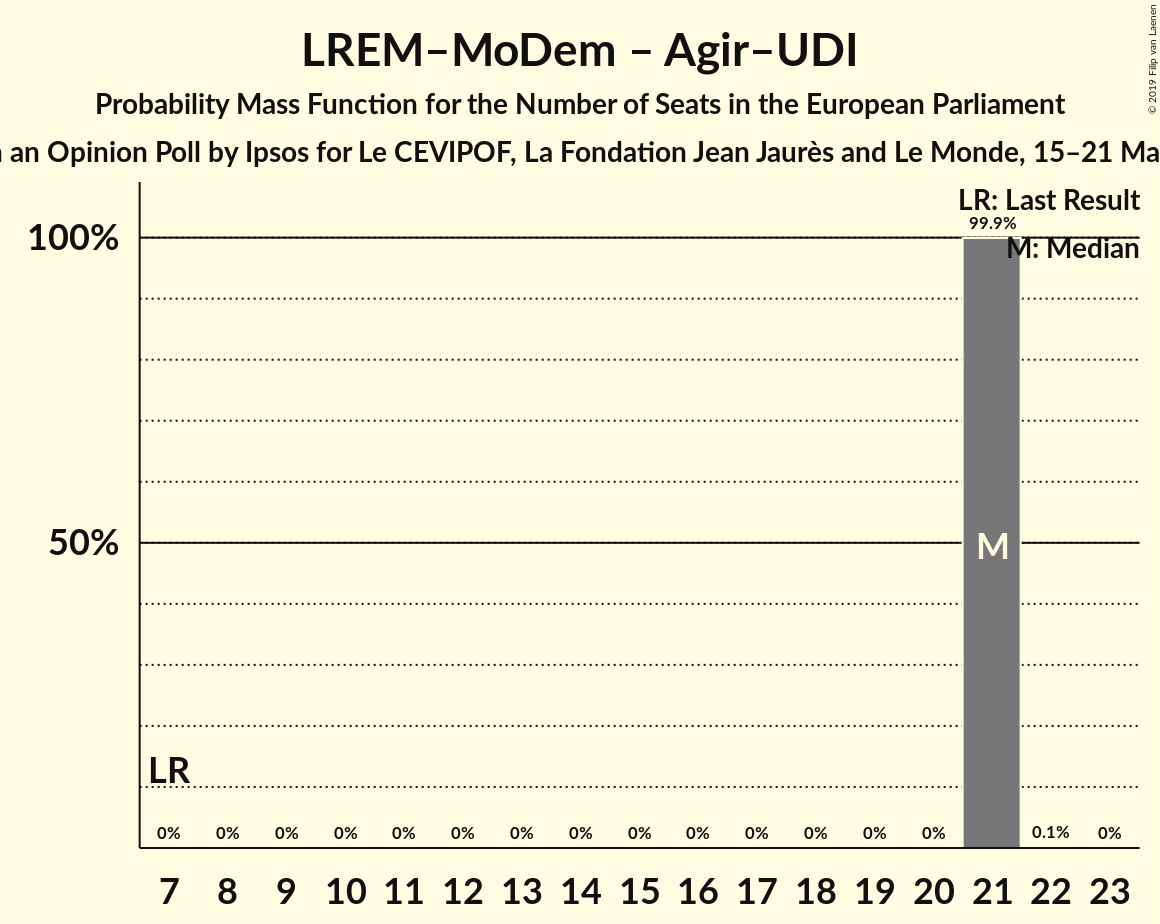 LREM–MoDem – Agir–UDI
Probability Mass Function for the Number of Seats in the European Parliament
an Opinion Poll by Ipsos for Le CEVIPOF, La Fondation Jean Jaurès and Le Monde, 15–21 Ma
© 2019 Filip van Laenen
LR: Last Result
99.9%
100%
M: Median
50%
M
LR
0% 0% 0% 0% 0% 0% 0% 0% 0% 0% 0% 0% 0% 0% 0.1% 0%
7 8 9 10 11 12 13 14 15 16 17 18 19 20 21 22 23